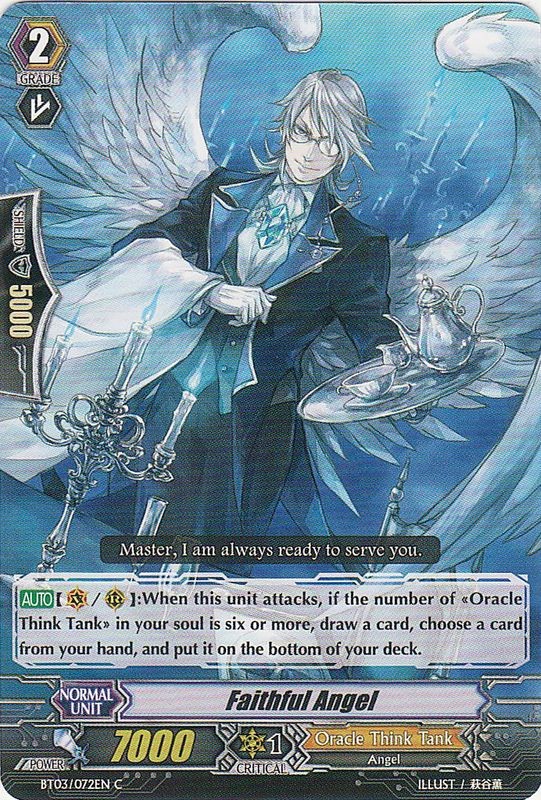 2
GRADE
SHIELD
5000
Master, I am always ready to serve you.
AUTO [ V / R ]:When this unit attacks, if the number of «Oracle
Think Tank» in your soul is six or more, draw a card, choose a card
from your hand, and put it on the bottom of your deck.
NORMAL
UNIT
Faithful Angel
POWER
7000
1
CRITICAL
Oracle Think Tank
Angel
BT03/072EN C
ILLUST / 萩谷薫